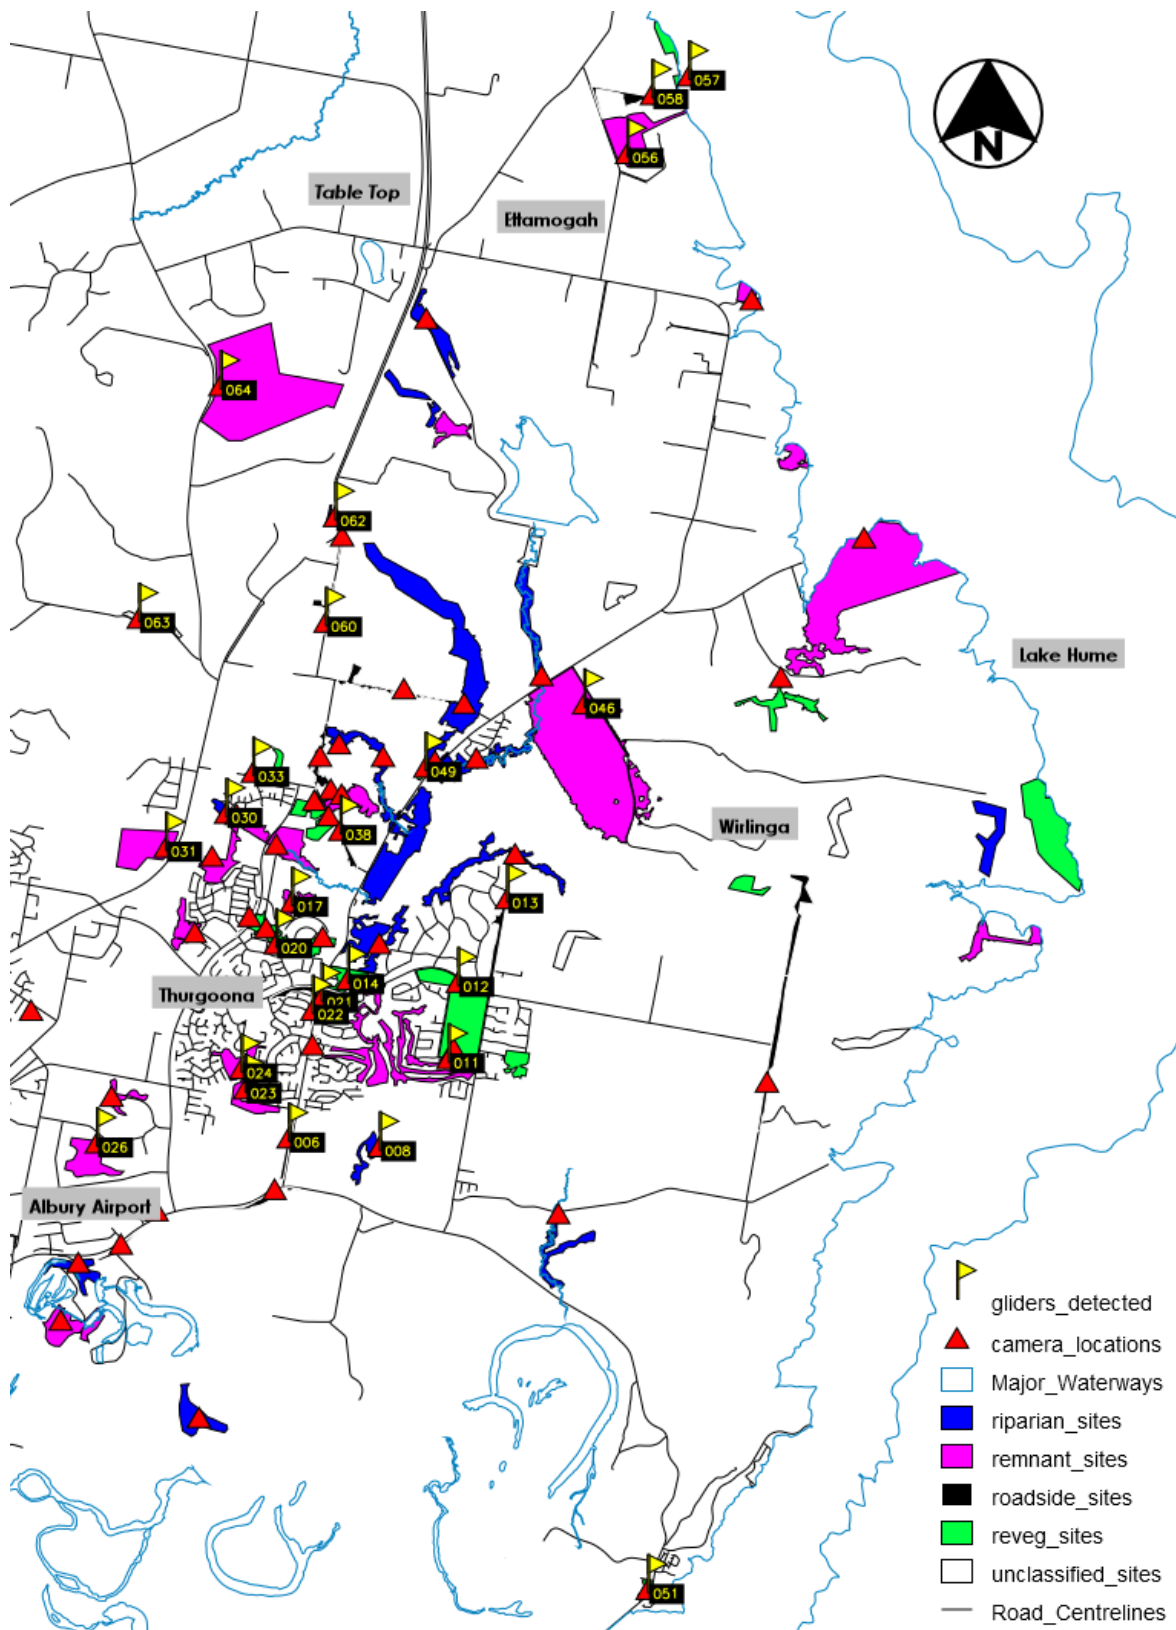 057
058
056
N
Table Top
Ettamogah
064
062
063
060
Lake Hume
046
033
049
030
Wirlinga
038
031
017
013
020
014
012
Thurgoona
021
022
011
024
023
006
008
026
Albury Airport
051
gliders_detected
camera_locations
Major_Waterways
riparian_sites
remnant_sites
roadside_sites
reveg_sites
unclassified_sites
Road_Centrelines